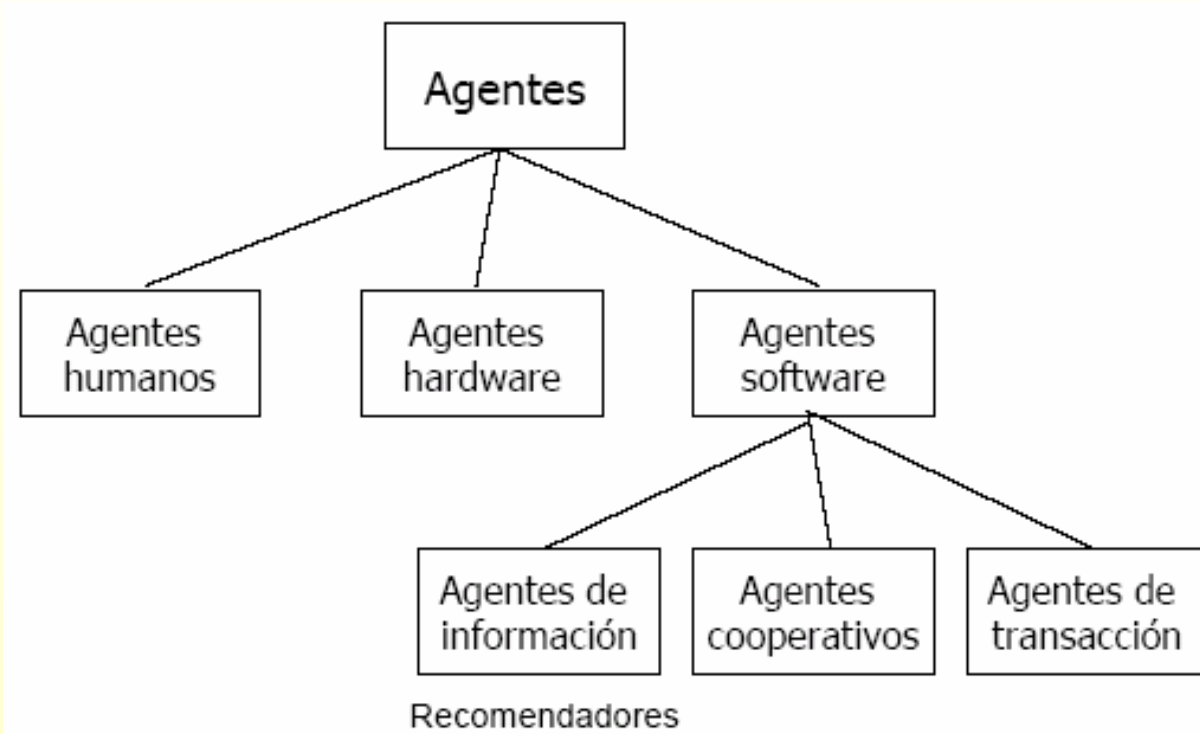 Agentes
Agentes
humanos
Agentes
hardware
Agentes
software
Agentes de
información
Agentes
cooperativos
Agentes de
transacción
Recomendadores